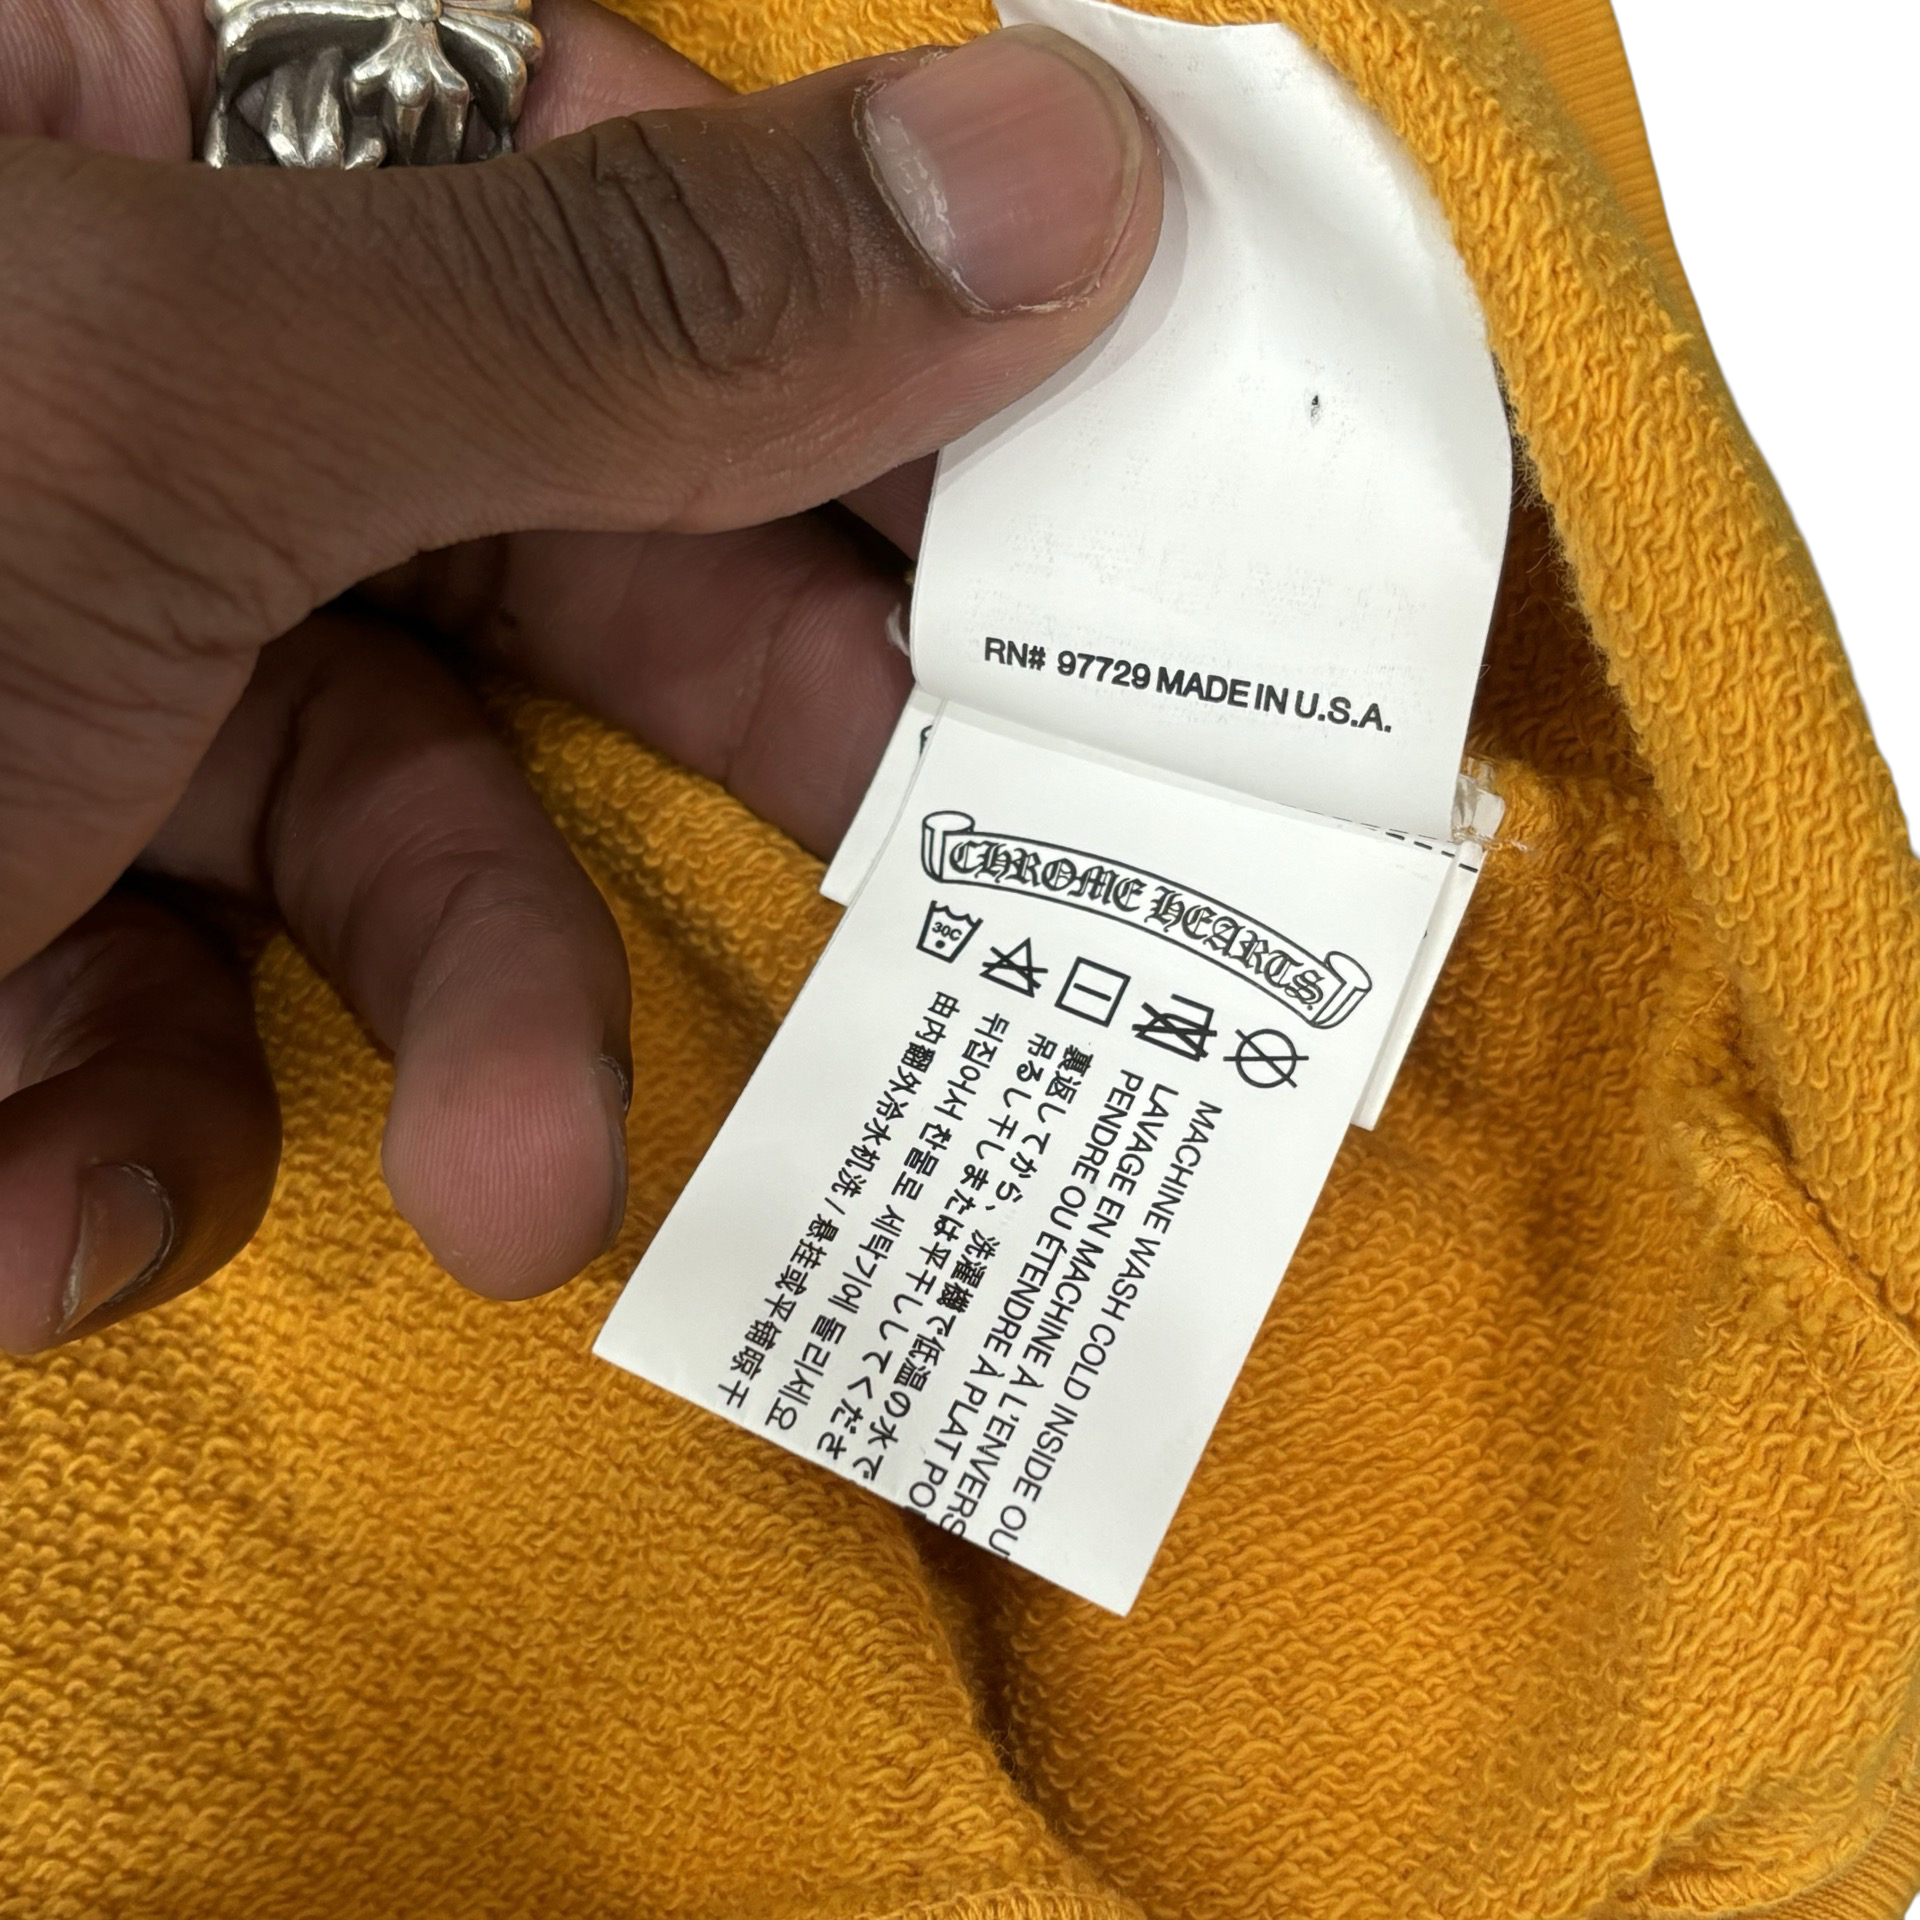 RN# 97729 MADE IN U.S.A.
CHROME HEARTS
30C
MACHINE WASH COLD INSIDE OU
LAVAGE EN MACHINE À L'ENVERS
PENDRE OU ÉTENDRE À PLAT PO
裏返してから、洗濯機で低温の水で
吊るし干しまたは平干ししてくださ
뒤집어서 찬물로 세탁기에 돌리세요
由内翻外冷水机洗 / 悬挂或平铺晾干